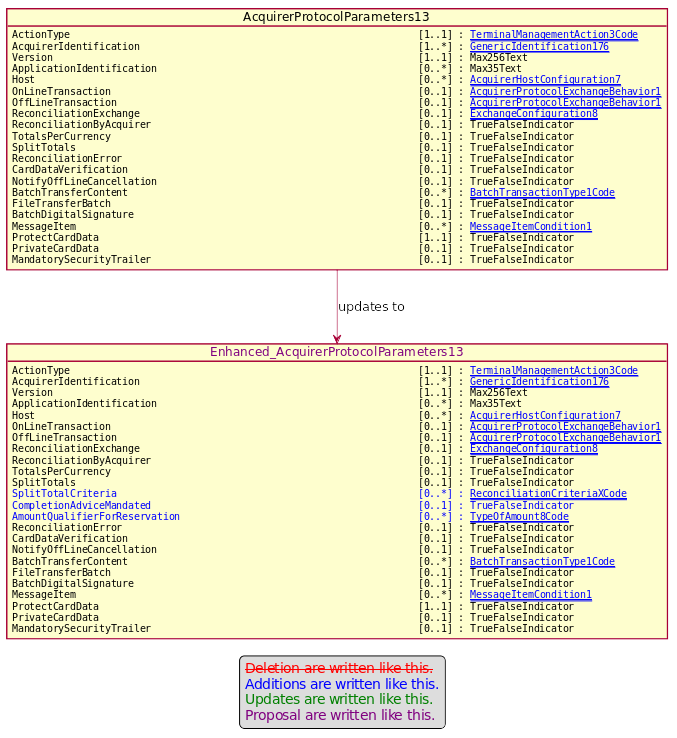 AcquirerProtocolParameters13
ActionType [1..1] : TerminalManagementAction3Code
AcquirerIdentification [1..*] : GenericIdentification176
Version [1..1] : Max256Text
ApplicationIdentification [0..*] : Max35Text
Host [0..*] : AcquirerHostConfiguration7
OnLineTransaction [0..1] : AcquirerProtocolExchangeBehavior1
OffLineTransaction [0..1] : AcquirerProtocolExchangeBehavior1
ReconciliationExchange [0..1] : ExchangeConfiguration8
ReconciliationByAcquirer [0..1] : TrueFalseIndicator
TotalsPerCurrency [0..1] : TrueFalseIndicator
SplitTotals [0..1] : TrueFalseIndicator
ReconciliationError [0..1] : TrueFalseIndicator
CardDataVerification [0..1] : TrueFalseIndicator
NotifyOffLineCancellation [0..1] : TrueFalseIndicator
BatchTransferContent [0..*] : BatchTransactionType1Code
FileTransferBatch [0..1] : TrueFalseIndicator
BatchDigitalSignature [0..1] : TrueFalseIndicator
MessageItem [0..*] : MessageItemCondition1
ProtectCardData [1..1] : TrueFalseIndicator
PrivateCardData [0..1] : TrueFalseIndicator
MandatorySecurityTrailer [0..1] : TrueFalseIndicator
updates to
Enhanced_AcquirerProtocolParameters13
ActionType [1..1] : TerminalManagementAction3Code
AcquirerIdentification [1..*] : GenericIdentification176
Version [1..1] : Max256Text
ApplicationIdentification [0..*] : Max35Text
Host [0..*] : AcquirerHostConfiguration7
OnLineTransaction [0..1] : AcquirerProtocolExchangeBehavior1
OffLineTransaction [0..1] : AcquirerProtocolExchangeBehavior1
ReconciliationExchange [0..1] : ExchangeConfiguration8
ReconciliationByAcquirer [0..1] : TrueFalseIndicator
TotalsPerCurrency [0..1] : TrueFalseIndicator
SplitTotals [0..1] : TrueFalseIndicator
SplitTotalCriteria [0..*] : ReconciliationCriteriaXCode
CompletionAdviceMandated [0..1] : TrueFalseIndicator
AmountQualifierForReservation [0..*] : TypeOfAmount8Code
ReconciliationError [0..1] : TrueFalseIndicator
CardDataVerification [0..1] : TrueFalseIndicator
NotifyOffLineCancellation [0..1] : TrueFalseIndicator
BatchTransferContent [0..*] : BatchTransactionType1Code
FileTransferBatch [0..1] : TrueFalseIndicator
BatchDigitalSignature [0..1] : TrueFalseIndicator
MessageItem [0..*] : MessageItemCondition1
ProtectCardData [1..1] : TrueFalseIndicator
PrivateCardData [0..1] : TrueFalseIndicator
MandatorySecurityTrailer [0..1] : TrueFalseIndicator
Deletion are written like this.
Additions are written like this.
Updates are written like this.
Proposal are written like this.